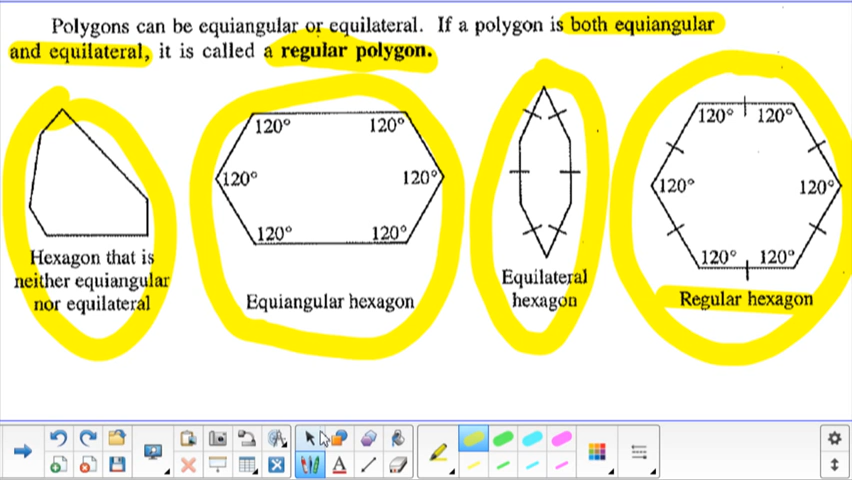 Polygons can be equiangular or equilateral. If a polygon is both equiangular
and equilateral, it is called a regular polygon.
120° 120°
120° 120°
120° 120°
120° 120°
120° 120°
120° 120°
Hexagon that is
neither equiangular
nor equilateral
Equiangular hexagon
Equilateral
hexagon
Regular hexagon
A